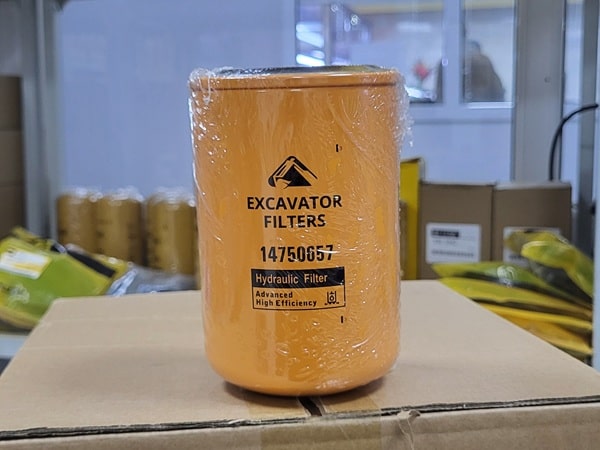 EXCAVATOR
FILTERS
14750657
Hydraulic Filter
Advanced
High Efficiency